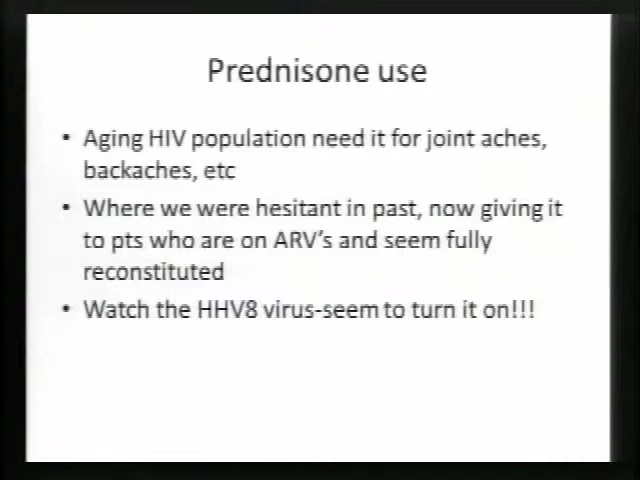 Prednisone use
• Aging HIV population need it for joint aches,
backaches, etc
• Where we were hesitant in past, now giving it
to pts who are on ARV's and seem fully
reconstituted
• Watch the HHV8 virus-seem to turn it on!!!